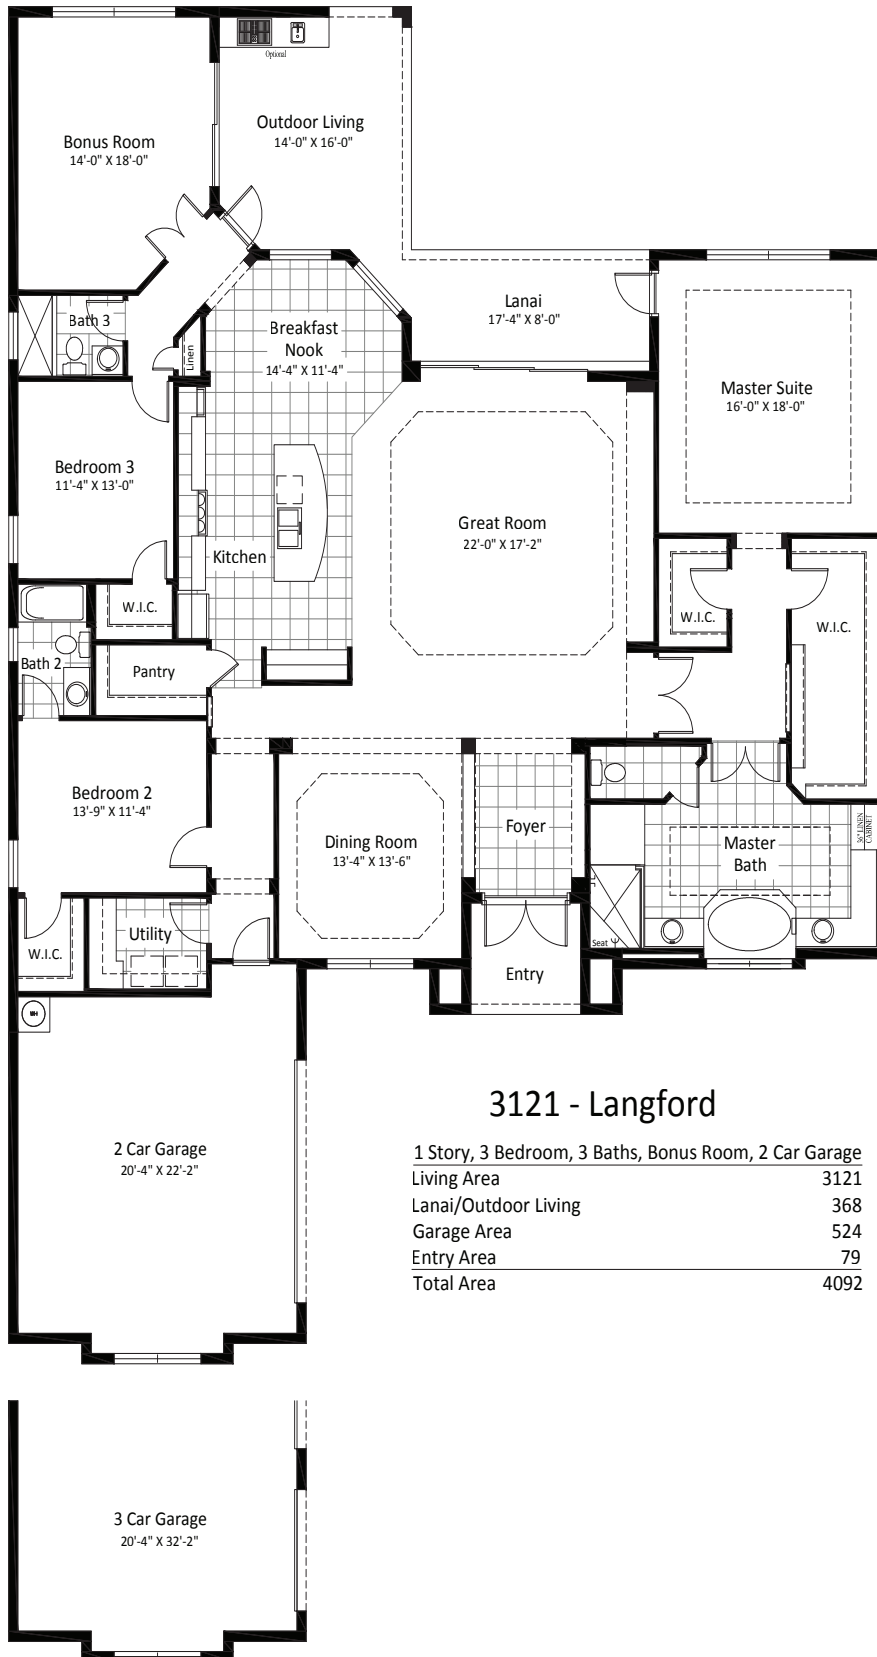 Optional
Outdoor Living
14'-0" X 16'-0"
Bonus Room
14'-0" X 18'-0"
Lanai
17'-4" X 8'-0"
Bath 3
Linen
Breakfast
Nook
14'-4" X 11'-4"
Master Suite
16'-0" X 18'-0"
Bedroom 3
11'-4" X 13'-0"
Great Room
22'-0" X 17'-2"
Kitchen
W.I.C.
W.I.C.
W.I.C.
Bath 2
Pantry
Bedroom 2
13'-9" X 11'-4"
Dining Room
13'-4" X 13'-6"
Foyer
Master
Bath
36" LINEN
CABINET
Utility
W.I.C.
Seat
Entry
WH
3121 - Langford
1 Story, 3 Bedroom, 3 Baths, Bonus Room, 2 Car Garage
Living Area 3121
Lanai/Outdoor Living 368
Garage Area 524
Entry Area 79
Total Area 4092
2 Car Garage
20'-4" X 22'-2"
3 Car Garage
20'-4" X 32'-2"